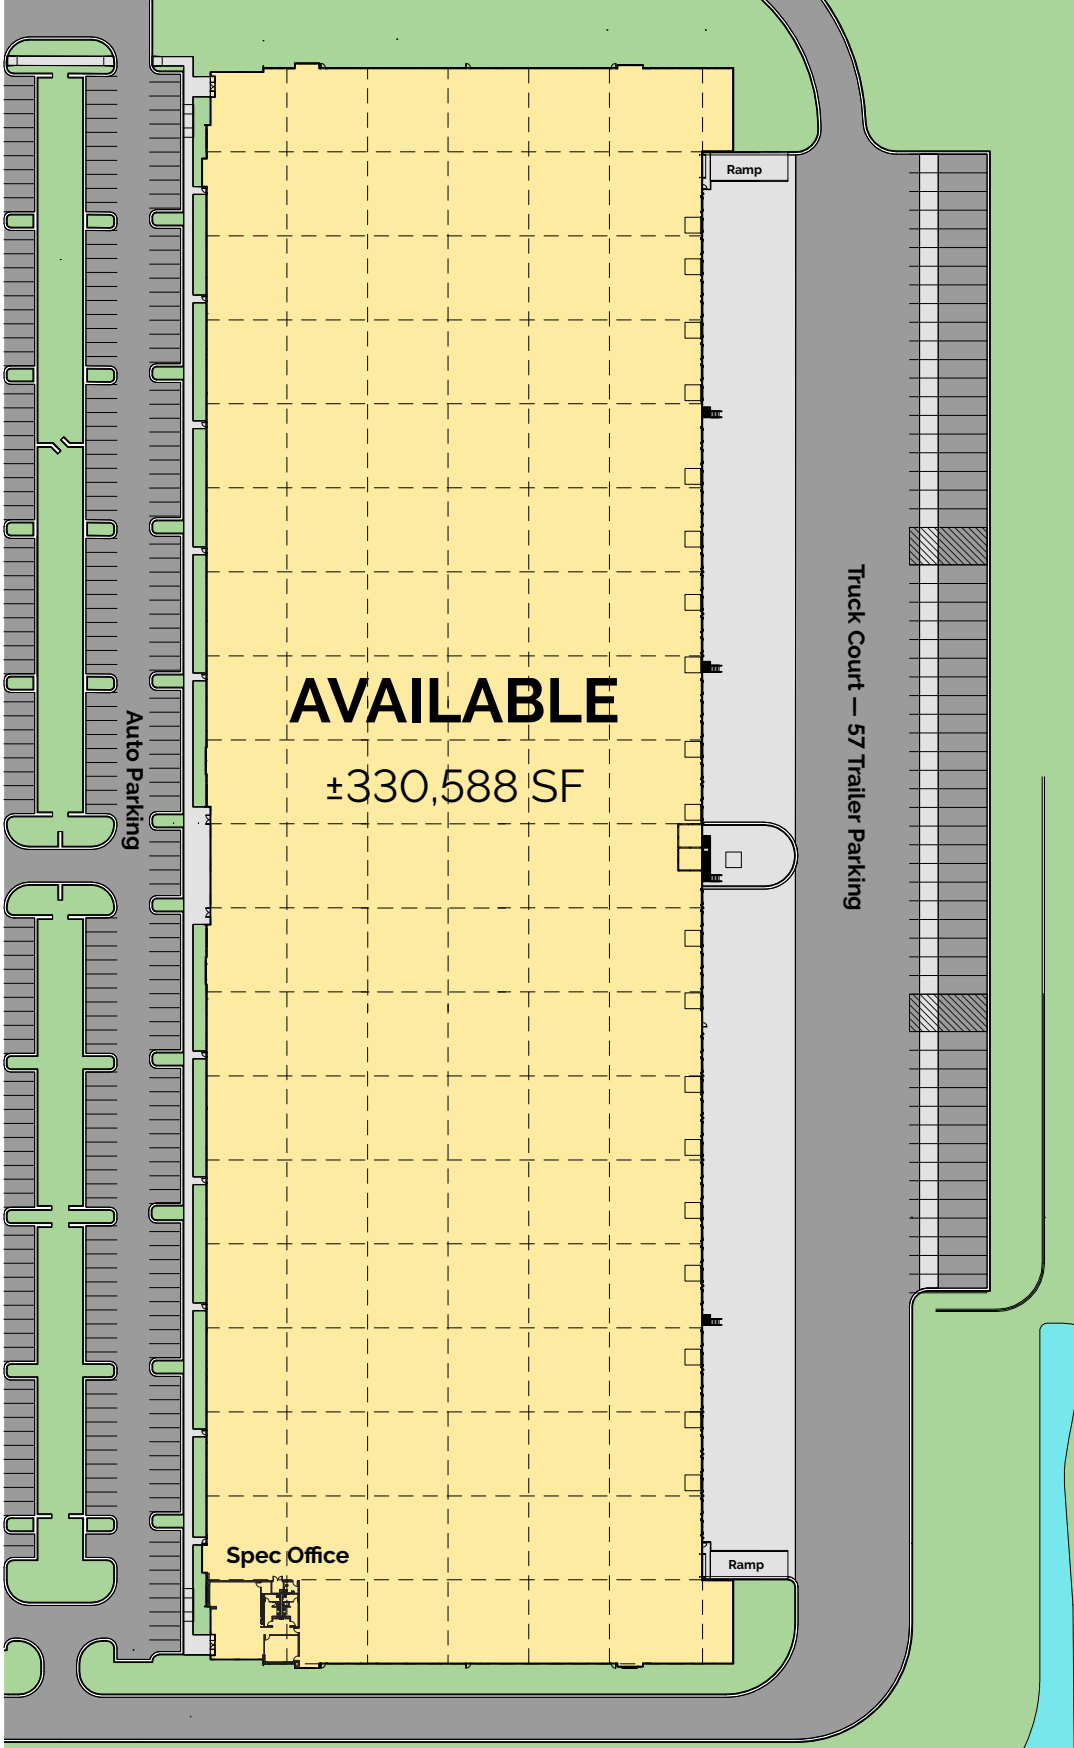 Ramp
AVAILABLE
±330,588 SF
Auto Parking
Truck Court — 57 Trailer Parking
Spec Office
Ramp